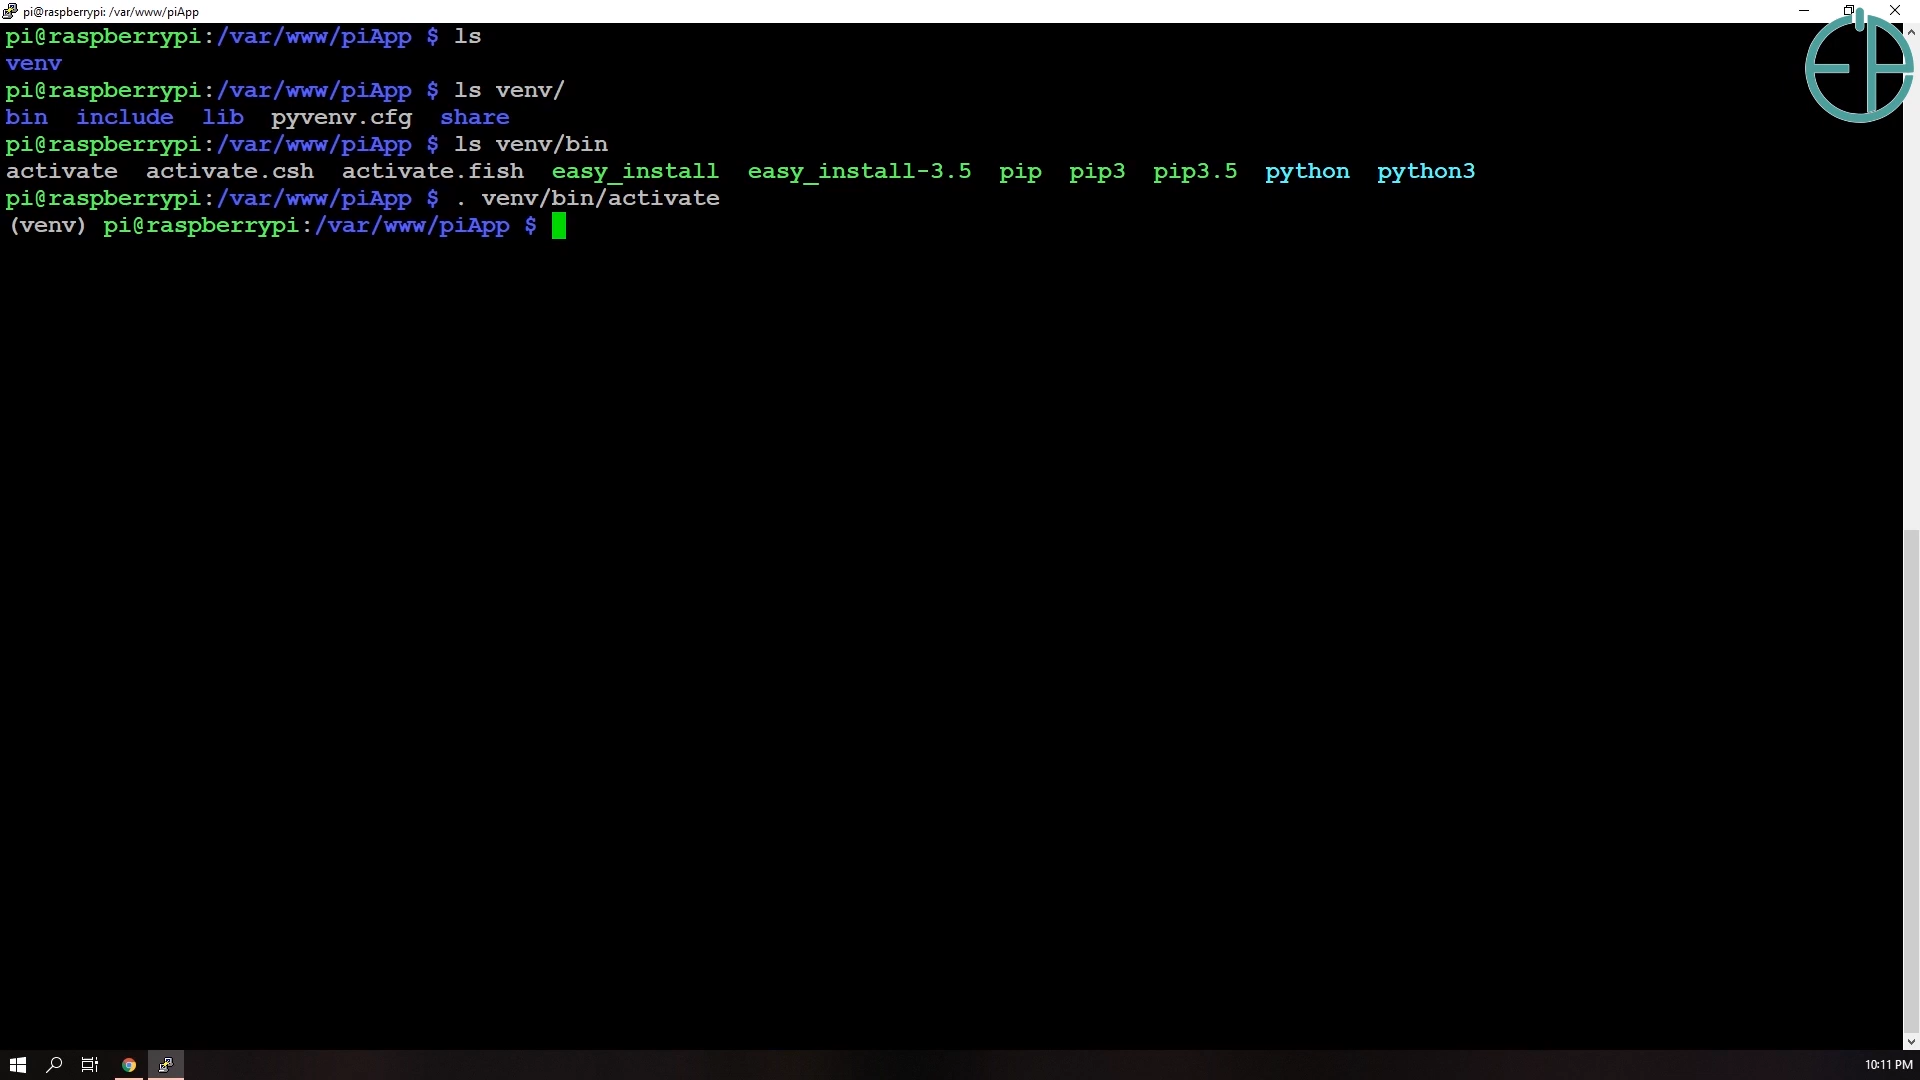 pi@raspberrypi: /var/www/piApp
pi@raspberrypi:/var/www/piApp $ ls
venv
pi@raspberrypi:/var/www/piApp $ ls venv/
bin  include  lib  pyvenv.cfg  share
pi@raspberrypi:/var/www/piApp $ ls venv/bin
activate  activate.csh  activate.fish  easy_install  easy_install-3.5  pip  pip3  pip3.5  python  python3
pi@raspberrypi:/var/www/piApp $ . venv/bin/activate
(venv) pi@raspberrypi:/var/www/piApp $
10:11 PM